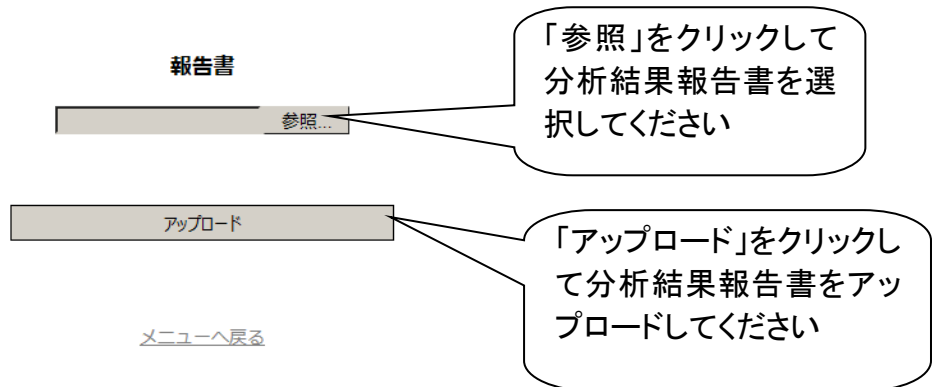 報告書
参照...
「参照」をクリックして
分析結果報告書を選
択してください
アップロード
「アップロード」をクリックし
て分析結果報告書をアッ
プロードしてください
メニューへ戻る